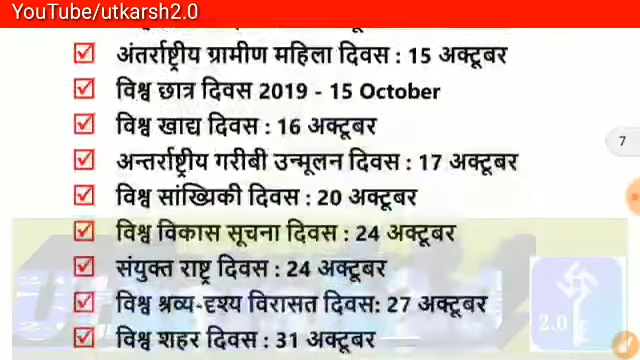 YouTube/utkarsh2.0
अंतर्राष्ट्रीय ग्रामीण महिला दिवस : 15 अक्टूबर
विश्व छात्र दिवस 2019 - 15 October
विश्व खाद्य दिवस : 16 अक्टूबर
7
अन्तर्राष्ट्रीय गरीबी उन्मूलन दिवस : 17 अक्टूबर
विश्व सांख्यिकी दिवस : 20 अक्टूबर
विश्व विकास सूचना दिवस : 24 अक्टूबर
संयुक्त राष्ट्र दिवस : 24 अक्टूबर
विश्व श्रव्य-दृश्य विरासत दिवस: 27 अक्टूबर
2.0
विश्व शहर दिवस : 31 अक्टूबर